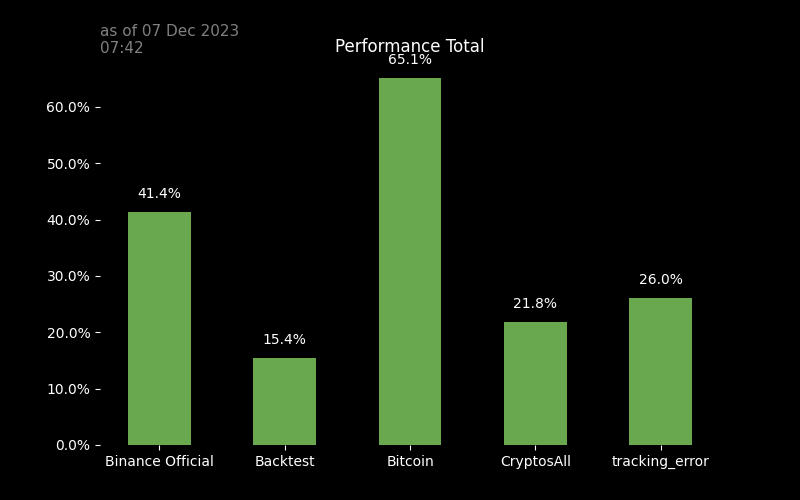 as of 07 Dec 2023
07:42
Performance Total
65.1%
60.0%
50.0%
41.4%
40.0%
30.0%
26.0%
21.8%
20.0%
15.4%
10.0%
0.0%
Binance Official
Backtest
Bitcoin
CryptosAll
tracking_error